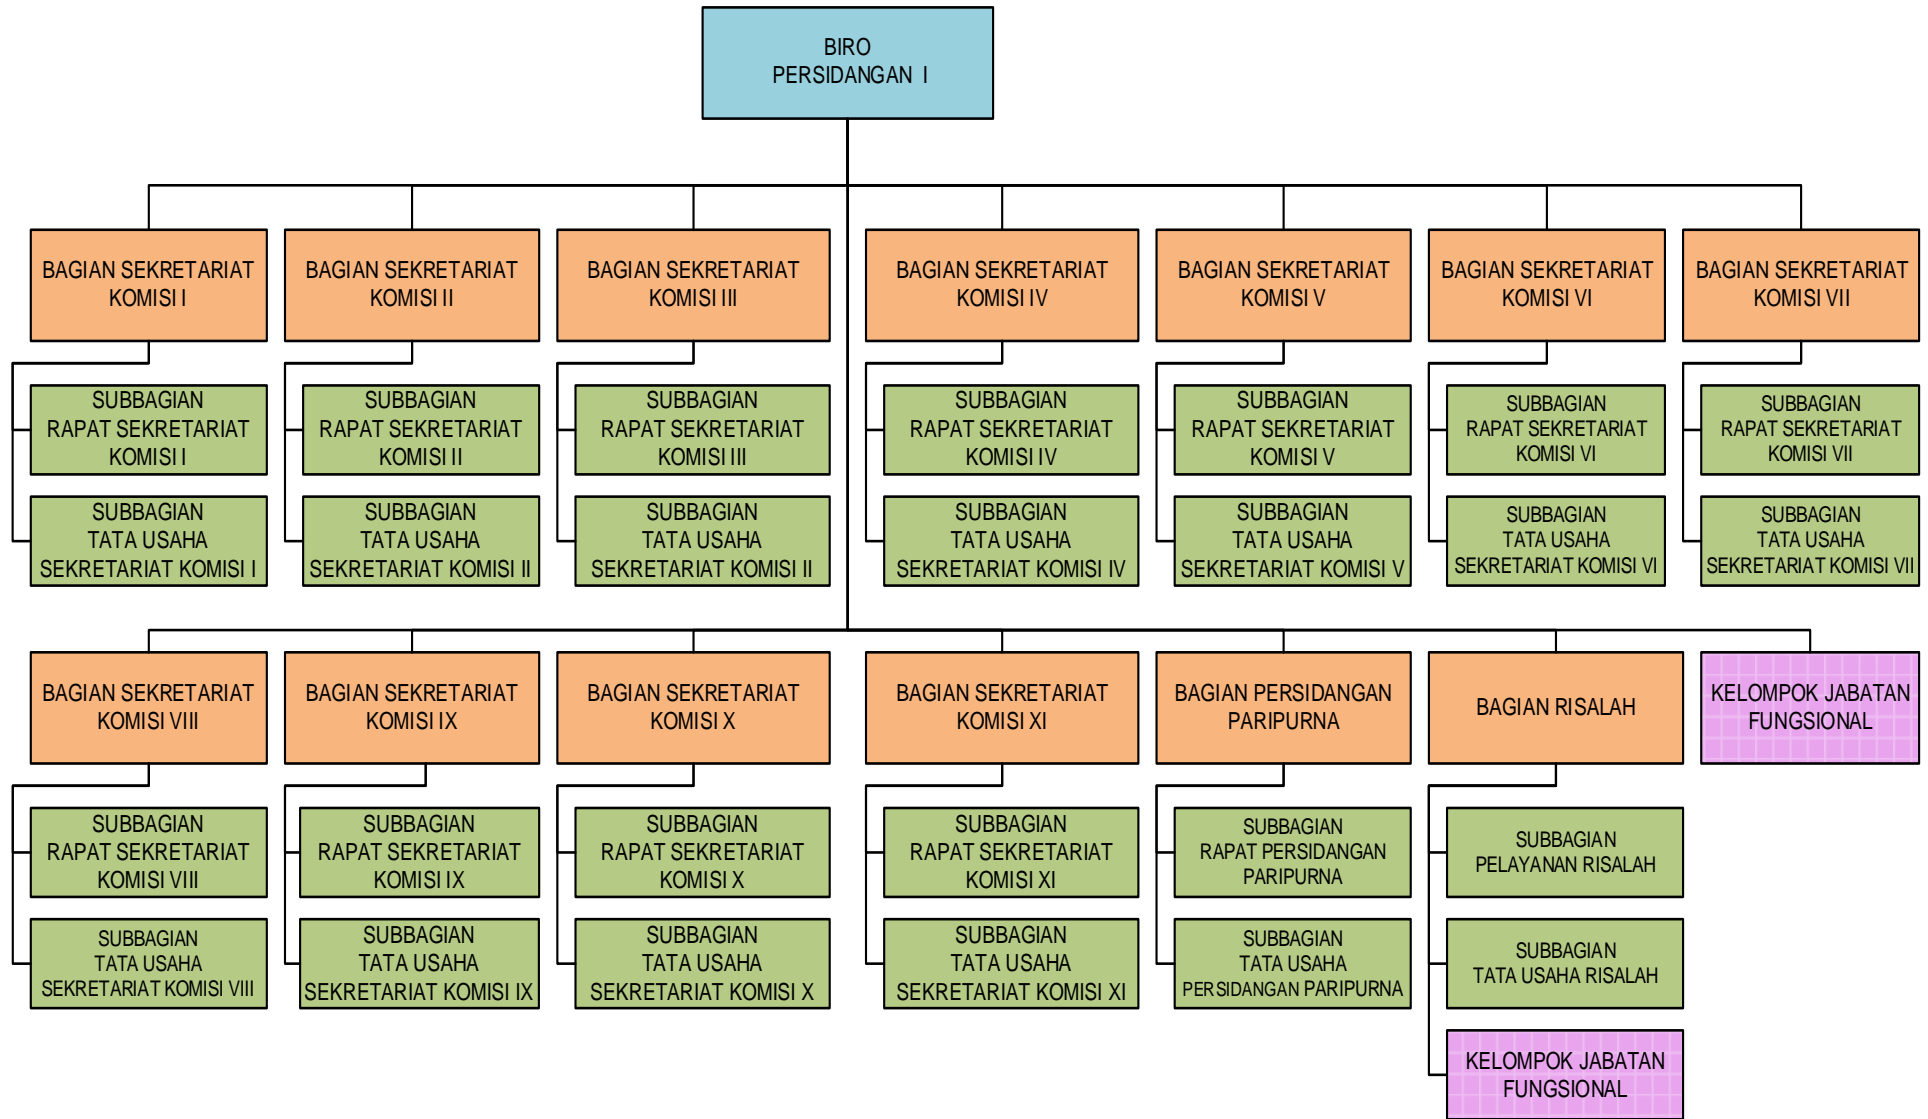 BIRO
PERSIDANGAN I
BAGIAN SEKRETARIAT
KOMISI I
BAGIAN SEKRETARIAT
KOMISI II
BAGIAN SEKRETARIAT
KOMISI III
BAGIAN SEKRETARIAT
KOMISI IV
BAGIAN SEKRETARIAT
KOMISI V
BAGIAN SEKRETARIAT
KOMISI VI
BAGIAN SEKRETARIAT
KOMISI VII
SUBBAGIAN
RAPAT SEKRETARIAT
KOMISI I
SUBBAGIAN
RAPAT SEKRETARIAT
KOMISI II
SUBBAGIAN
RAPAT SEKRETARIAT
KOMISI III
SUBBAGIAN
RAPAT SEKRETARIAT
KOMISI IV
SUBBAGIAN
RAPAT SEKRETARIAT
KOMISI V
SUBBAGIAN
RAPAT SEKRETARIAT
KOMISI VI
SUBBAGIAN
RAPAT SEKRETARIAT
KOMISI VII
SUBBAGIAN
TATA USAHA
SEKRETARIAT KOMISI I
SUBBAGIAN
TATA USAHA
SEKRETARIAT KOMISI II
SUBBAGIAN
TATA USAHA
SEKRETARIAT KOMISI II
SUBBAGIAN
TATA USAHA
SEKRETARIAT KOMISI IV
SUBBAGIAN
TATA USAHA
SEKRETARIAT KOMISI V
SUBBAGIAN
TATA USAHA
SEKRETARIAT KOMISI VI
SUBBAGIAN
TATA USAHA
SEKRETARIAT KOMISI VII
BAGIAN SEKRETARIAT
KOMISI VIII
BAGIAN SEKRETARIAT
KOMISI IX
BAGIAN SEKRETARIAT
KOMISI X
BAGIAN SEKRETARIAT
KOMISI XI
BAGIAN PERSIDANGAN
PARIPURNA
BAGIAN RISALAH
KELOMPOK JABATAN
FUNGSIONAL
SUBBAGIAN
RAPAT SEKRETARIAT
KOMISI VIII
SUBBAGIAN
RAPAT SEKRETARIAT
KOMISI IX
SUBBAGIAN
RAPAT SEKRETARIAT
KOMISI X
SUBBAGIAN
RAPAT SEKRETARIAT
KOMISI XI
SUBBAGIAN
RAPAT PERSIDANGAN
PARIPURNA
SUBBAGIAN
PELAYANAN RISALAH
SUBBAGIAN
TATA USAHA
SEKRETARIAT KOMISI VIII
SUBBAGIAN
TATA USAHA
SEKRETARIAT KOMISI IX
SUBBAGIAN
TATA USAHA
SEKRETARIAT KOMISI X
SUBBAGIAN
TATA USAHA
SEKRETARIAT KOMISI XI
SUBBAGIAN
TATA USAHA
PERSIDANGAN PARIPURNA
SUBBAGIAN
TATA USAHA RISALAH
KELOMPOK JABATAN
FUNGSIONAL